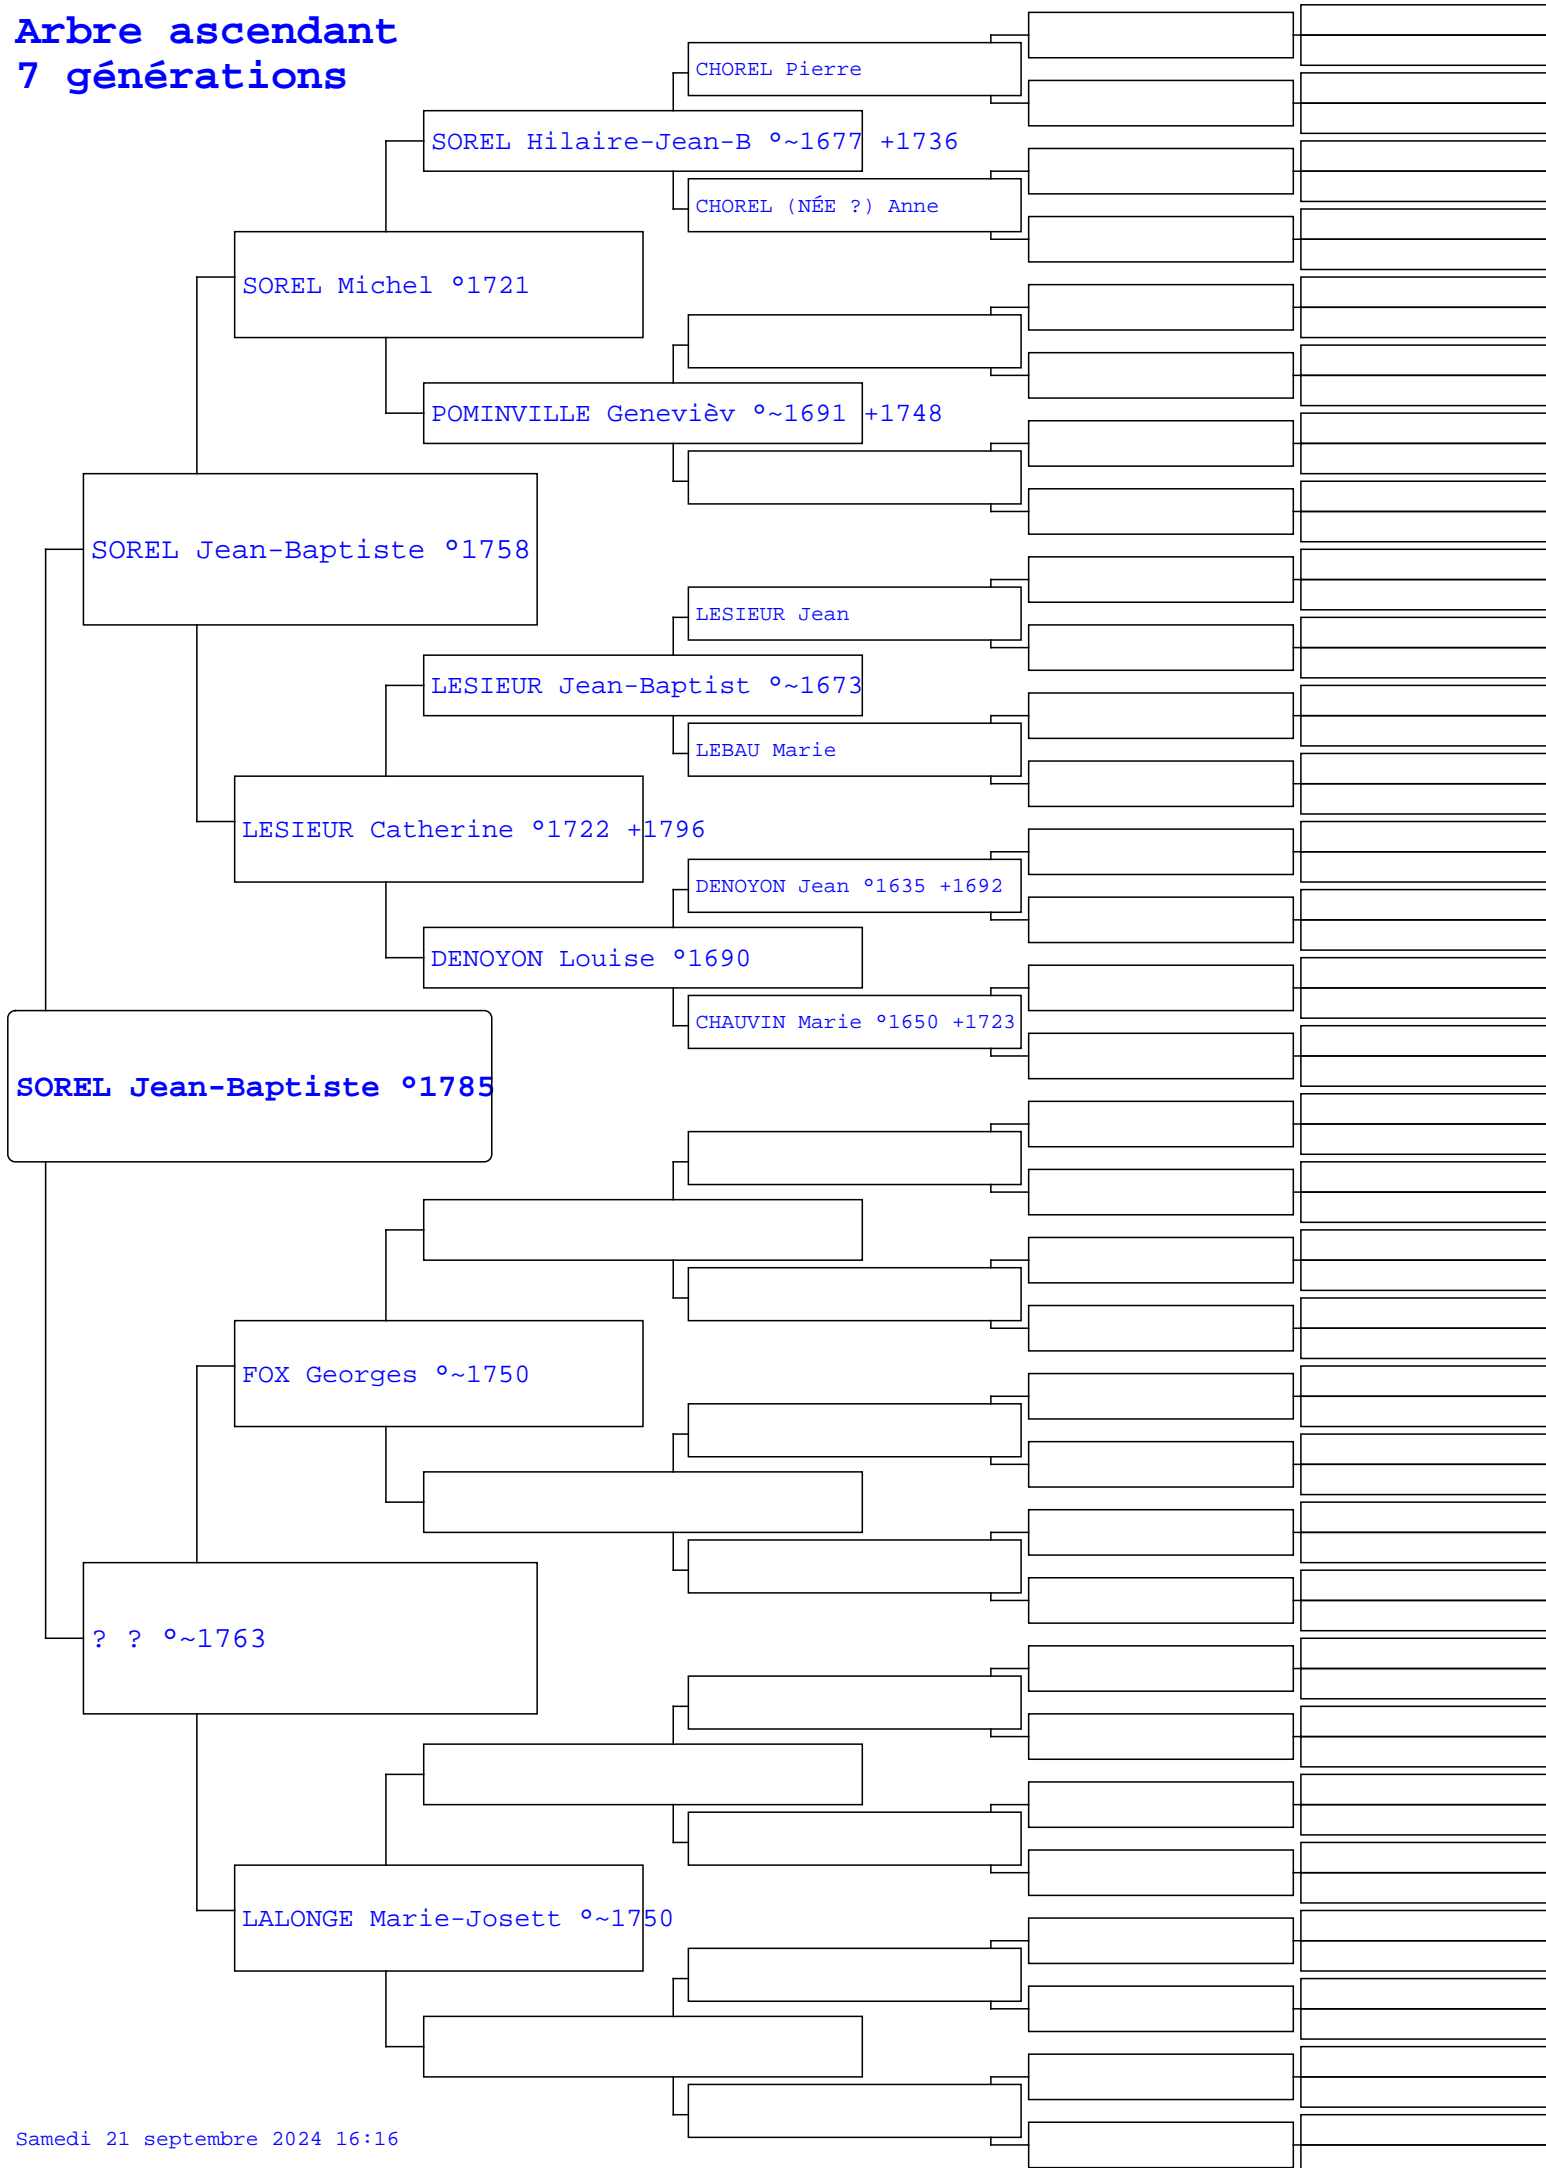 Arbre ascendant
7 générations
CHOREL Pierre
SOREL Hilaire-Jean-B °~1677 +1736
CHOREL (NÉE ?) Anne
SOREL Michel °1721
POMINVILLE Genevièv °~1691 +1748
SOREL Jean-Baptiste °1758
LESIEUR Jean
LESIEUR Jean-Baptist °~1673
LEBAU Marie
LESIEUR Catherine °1722 +1796
DENOYON Jean °1635 +1692
DENOYON Louise °1690
CHAUVIN Marie °1650 +1723
SOREL Jean-Baptiste °1785
FOX Georges °~1750
? ? °~1763
LALONGE Marie-Josett °~1750
Samedi 21 septembre 2024 16:16